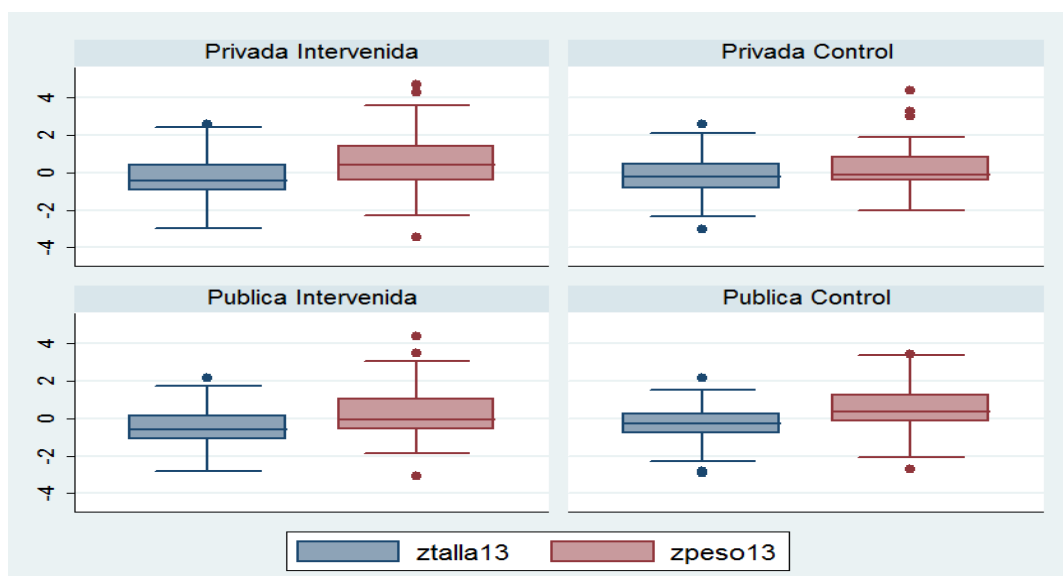 Privada Intervenida
Privada Control
4
2
0
-2
-4
Publica Intervenida
Publica Control
4
2
0
-2
-4
ztalla13
zpeso13